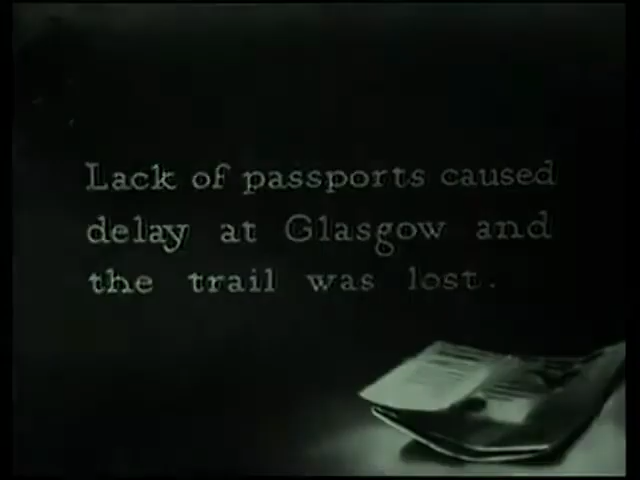 Lack of passports caused
delay at Glasgow and
the trail was lost.